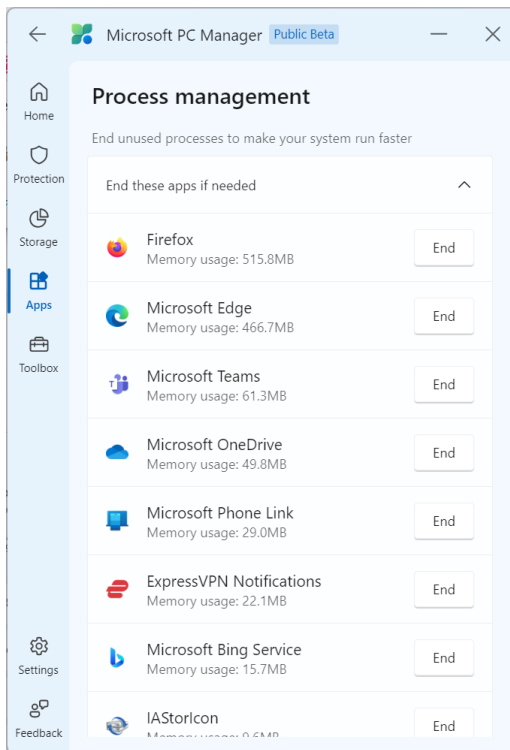 Microsoft PC Manager Public Beta
Home
Protection
Storage
Apps
Toolbox
Settings
Feedback
Process management
End unused processes to make your system run faster
End these apps if needed
Firefox
Memory usage: 515.8MB
End
Microsoft Edge
Memory usage: 466.7MB
End
Microsoft Teams
Memory usage: 61.3MB
End
Microsoft OneDrive
Memory usage: 49.8MB
End
Microsoft Phone Link
Memory usage: 29.0MB
End
ExpressVPN Notifications
Memory usage: 22.1MB
End
Microsoft Bing Service
Memory usage: 15.7MB
End
IAStorIcon
Memory usage: 9.6MB
End